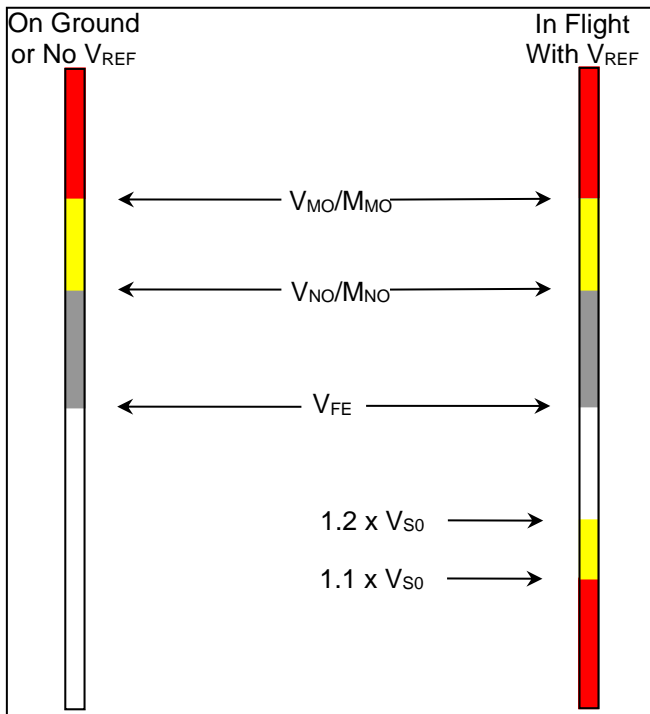 On Ground
or No VREF
In Flight
With VREF
VMO/MMO
VNO/MNO
VFE
1.2 x VS0
1.1 x VS0